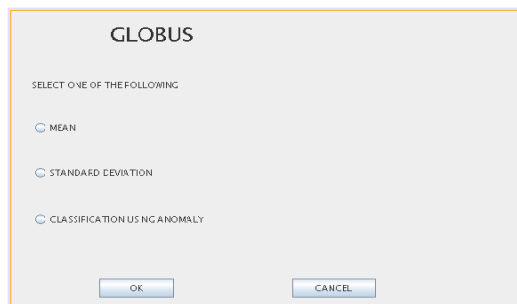 GLOBUS
SELECT ONE OF THE FOLLOWING
MEAN
STANDARD DEVIATION
CLASSIFICATION USING ANOMALY
OK
CANCEL